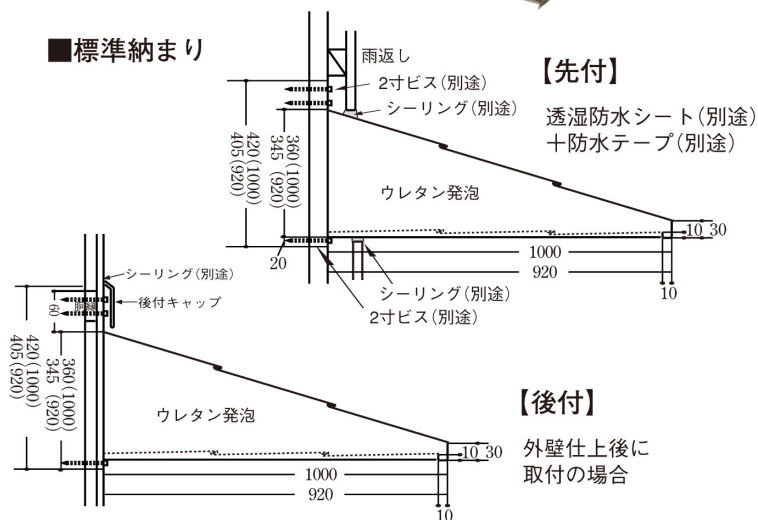 ■標準納まり
雨返し
2寸ビス(別途)
シーリング(別途)
【先付】
透湿防水シート(別途)
＋防水テープ(別途)
360(1000)
345 (920)
420(1000)
405(920)
ウレタン発泡
10 30
20
1000
920
10
シーリング(別途)
2寸ビス(別途)
シーリング(別途)
後付キャップ
胴縁
60
360(1000)
345 (920)
420(1000)
405(920)
ウレタン発泡
10 30
1000
920
10
【後付】
外壁仕上後に
取付の場合